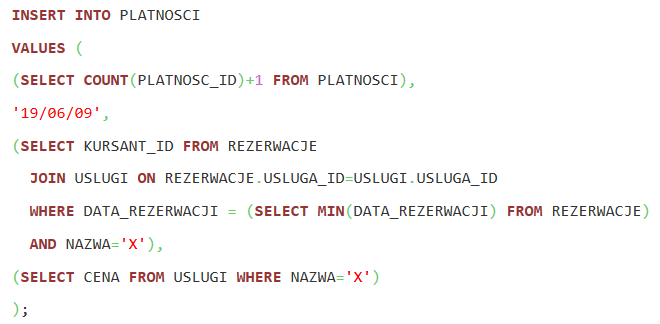 INSERT INTO PLATNOSCI
VALUES (
(SELECT COUNT(PLATNOSC_ID)+1 FROM PLATNOSCI),
'19/06/09',
(SELECT KURSANT_ID FROM REZERWACJE
JOIN USLUGI ON REZERWACJE.USLUGA_ID=USLUGI.USLUGA_ID
WHERE DATA_REZERWACJI = (SELECT MIN(DATA_REZERWACJI) FROM REZERWACJE)
AND NAZWA='X'),
(SELECT CENA FROM USLUGI WHERE NAZWA='X')
);